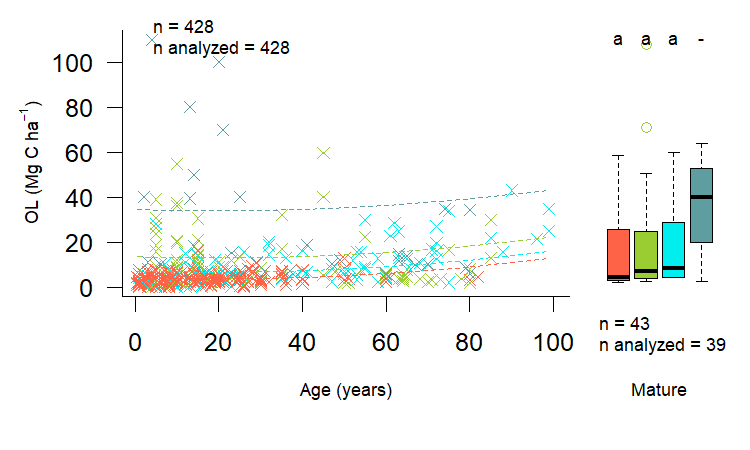 n = 428
n analyzed = 428
a a a -
OL (Mg C ha⁻¹)
100
80
60
40
20
0
0 20 40 60 80 100
Age (years)
n = 43
n analyzed = 39
Mature